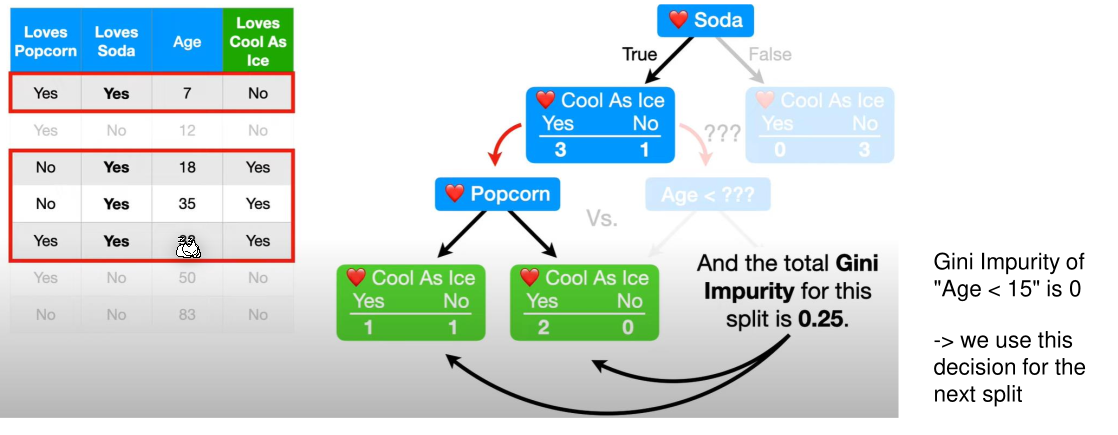 Loves Popcorn Loves Soda Age Loves Cool As Ice
Yes Yes 7 No
Yes No 12 No
No Yes 18 Yes
No Yes 35 Yes
Yes Yes Yes
Yes No 50 No
No No 83 No
❤️ Soda
True False
❤️ Cool As Ice
Yes No
3 1
❤️ Cool As Ice
Yes No
0 3
???
❤️ Popcorn
Vs.
Age < ???
❤️ Cool As Ice
Yes No
1 1
❤️ Cool As Ice
Yes No
2 0
And the total Gini
Impurity for this
split is 0.25.
Gini Impurity of
"Age < 15" is 0
-> we use this
decision for the
next split